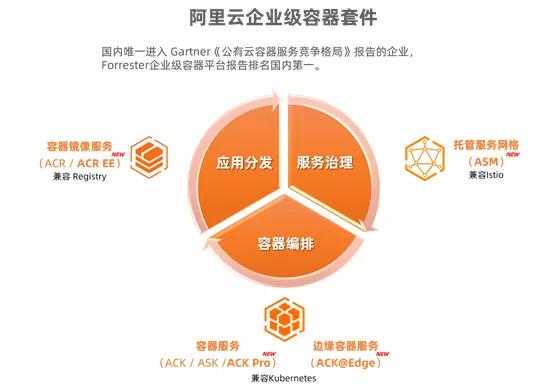 阿里云企业级容器套件
国内唯一进入 Gartner《公有云容器服务竞争格局》报告的企业，
Forrester企业级容器平台报告排名国内第一。
容器镜像服务
（ACR / ACR EE）NEW
兼容 Registry
应用分发
服务治理
托管服务网格
（ASM）NEW
兼容Istio
容器编排
容器服务
（ACK / ASK /ACK Pro）NEW
边缘容器服务
（ACK@Edge）NEW
兼容Kubernetes